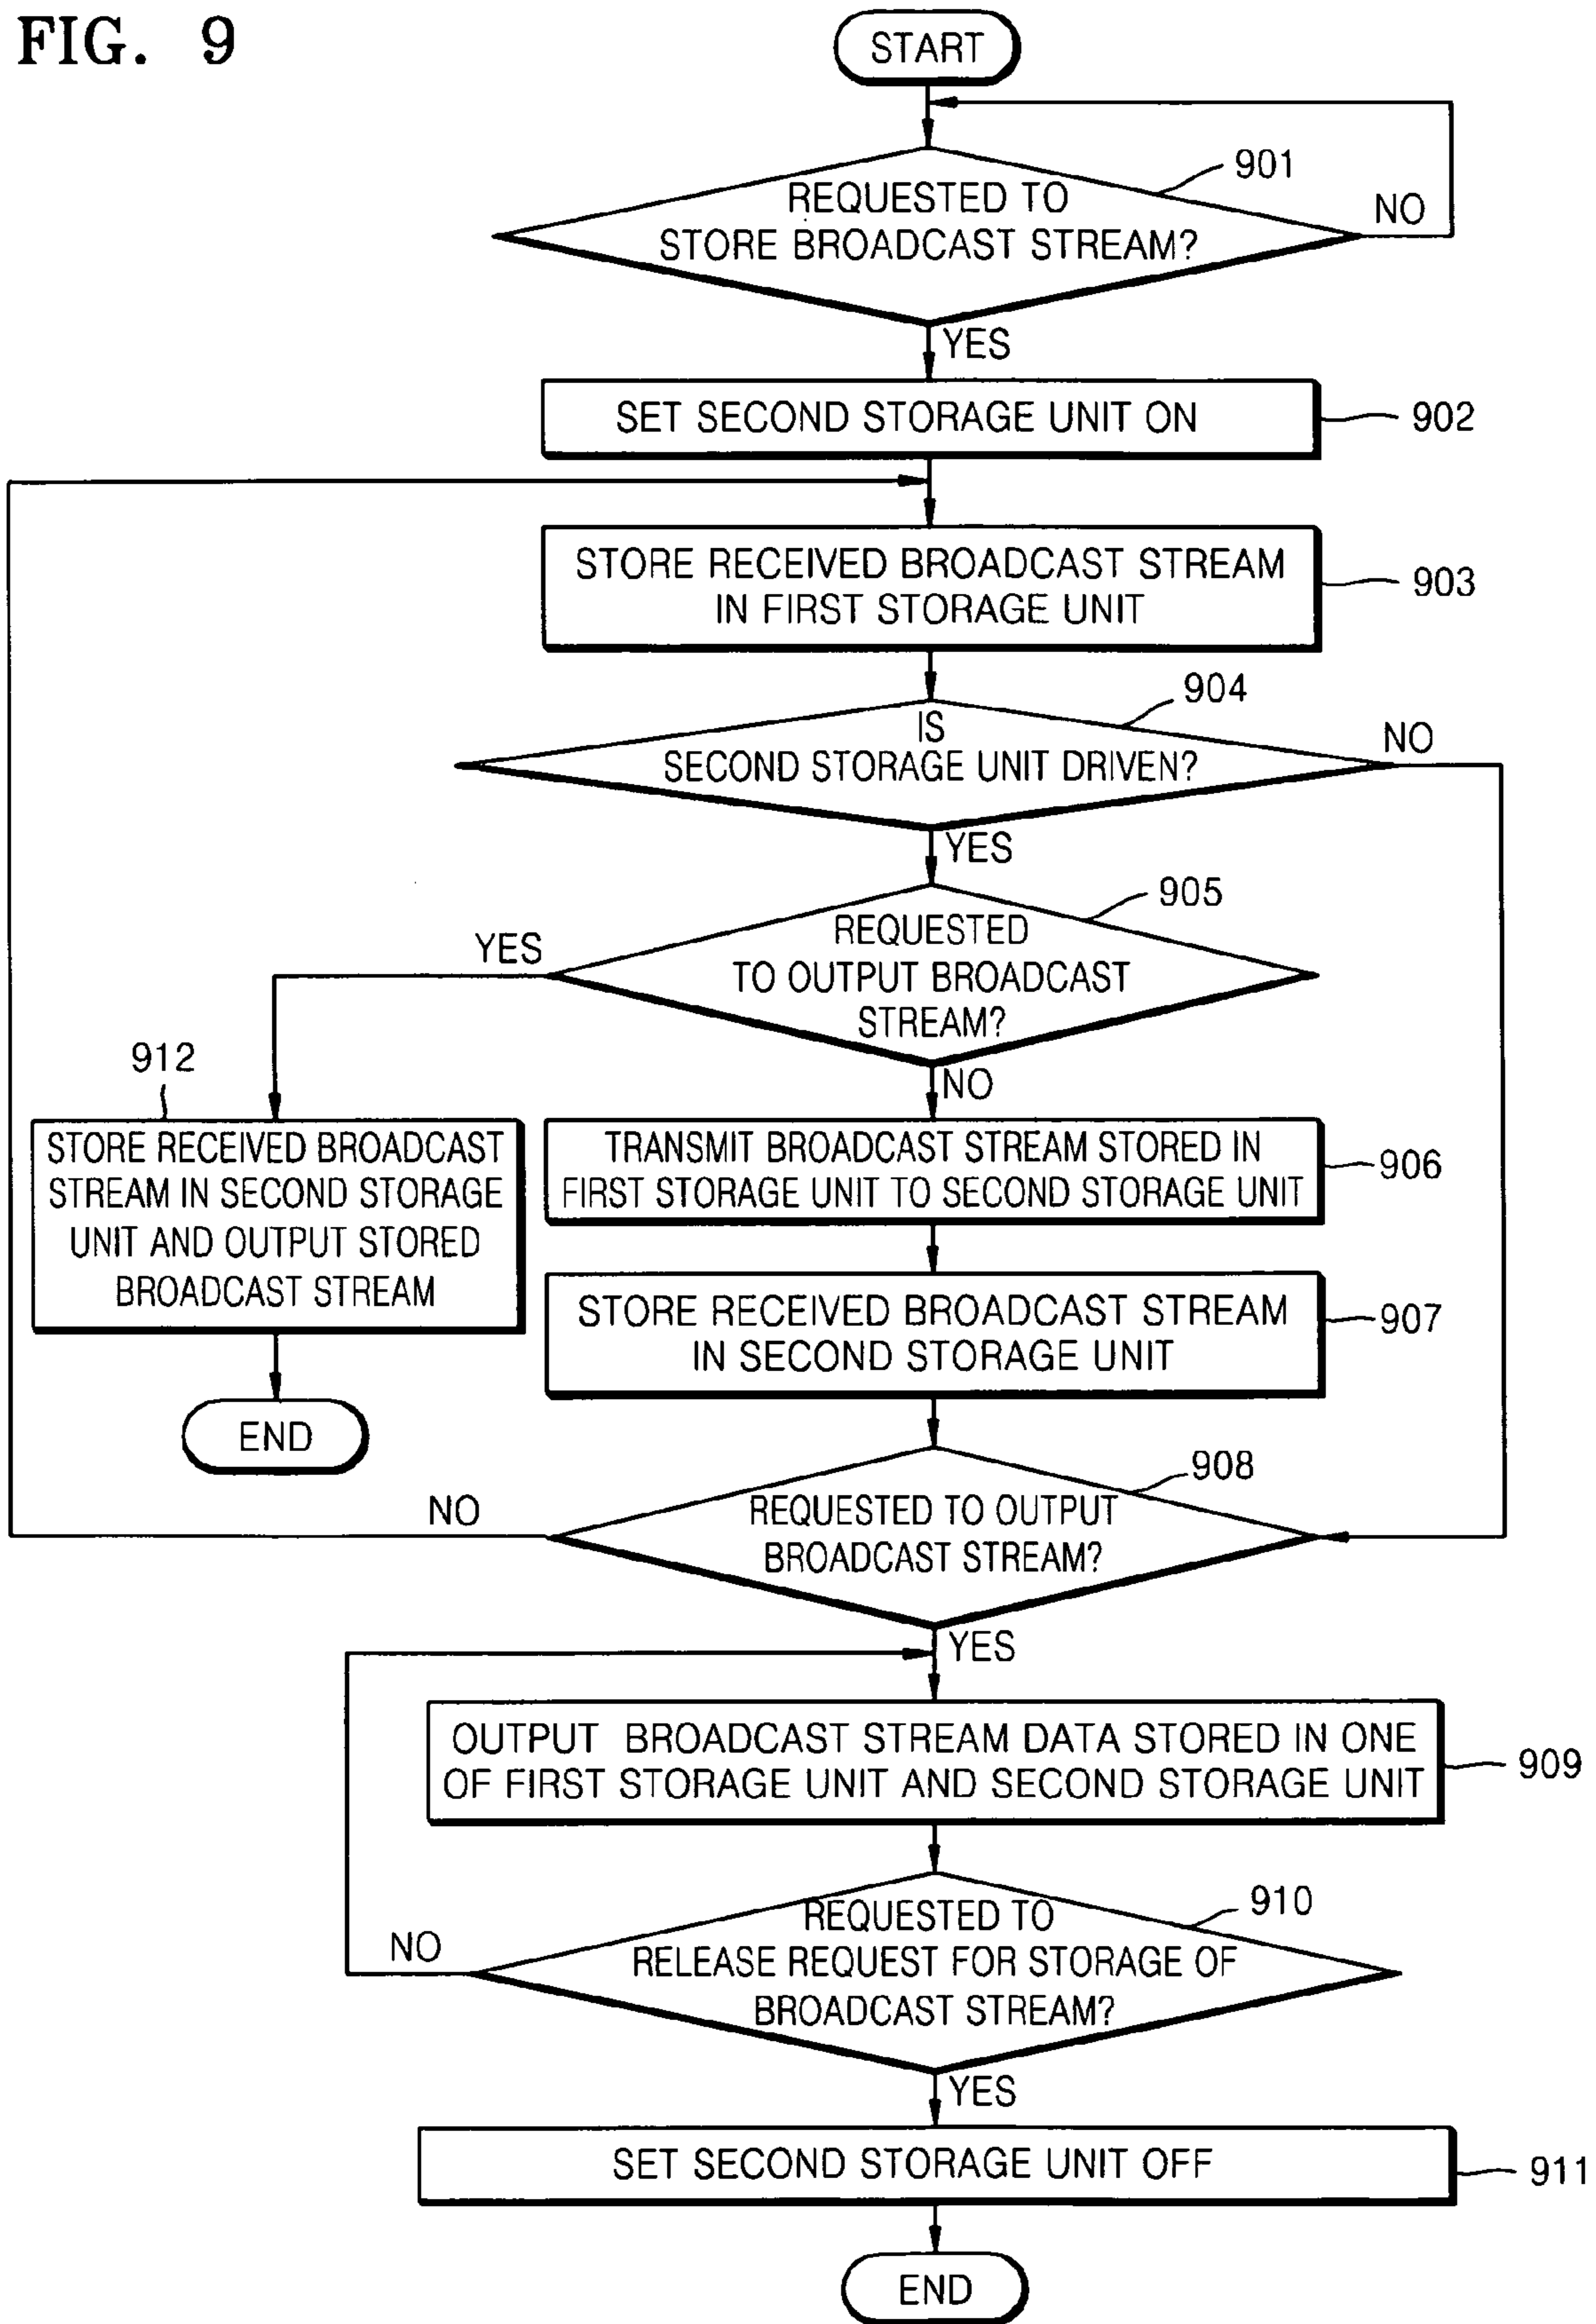 FIG. 9
START
901
REQUESTED TO
STORE BROADCAST STREAM?
NO
YES
SET SECOND STORAGE UNIT ON
902
STORE RECEIVED BROADCAST STREAM
IN FIRST STORAGE UNIT
903
904
IS
SECOND STORAGE UNIT DRIVEN?
NO
YES
905
REQUESTED
TO OUTPUT BROADCAST
STREAM?
YES
NO
912
STORE RECEIVED BROADCAST
STREAM IN SECOND STORAGE
UNIT AND OUTPUT STORED
BROADCAST STREAM
TRANSMIT BROADCAST STREAM STORED IN
FIRST STORAGE UNIT TO SECOND STORAGE UNIT
906
STORE RECEIVED BROADCAST STREAM
IN SECOND STORAGE UNIT
907
END
908
REQUESTED TO OUTPUT
BROADCAST STREAM?
NO
YES
OUTPUT BROADCAST STREAM DATA STORED IN ONE
OF FIRST STORAGE UNIT AND SECOND STORAGE UNIT
909
910
REQUESTED TO
RELEASE REQUEST FOR STORAGE OF
BROADCAST STREAM?
NO
YES
SET SECOND STORAGE UNIT OFF
911
END